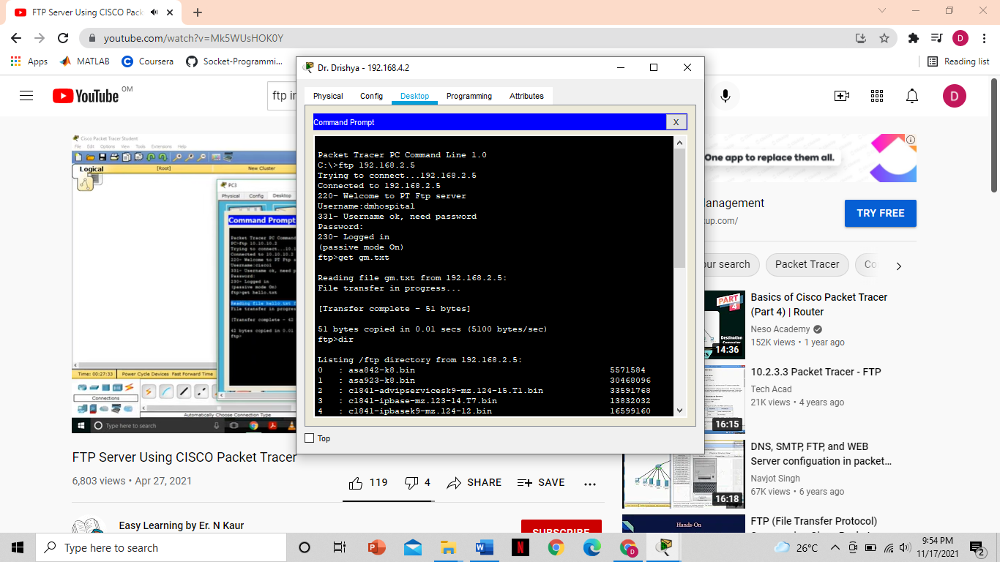 FTP Server Using CISCO Pack
youtube.com/watch?v=Mk5WUsHOK0Y
D
Apps
MATLAB
Coursera
Socket-Programmi...
Reading list
YouTube
OM
ftp in
D
Dr. Drishya - 192.168.4.2
Physical
Config
Desktop
Programming
Attributes
Command Prompt
X
Packet Tracer PC Command Line 1.0
C:\>ftp 192.168.2.5
Trying to connect...192.168.2.5
Connected to 192.168.2.5
220- Welcome to PT Ftp server
Username:dmhospital
331- Username ok, need password
Password:
230- Logged in
(passive mode On)
ftp>get gm.txt
Reading file gm.txt from 192.168.2.5:
File transfer in progress...
[Transfer complete - 51 bytes]
51 bytes copied in 0.01 secs (5100 bytes/sec)
ftp>dir
Listing /ftp directory from 192.168.2.5:
0 : asa842-k8.bin 5571584
1 : asa923-k8.bin 30468096
2 : c1841-advipservicesk9-mz.124-15.T1.bin 33591768
3 : c1841-ipbase-mz.123-14.T7.bin 13832032
4 : c1841-ipbasek9-mz.124-12.bin 16599160
Top
Cisco Packet Tracer Student
File Edit Options View Tools Extensions Help
Logical
[Root]
New Cluster
PC3
Physical Config Desktop
Command Prompt
Packet Tracer PC Command
PC>ftp 10.10.10.2
Trying to connect...10.1
Connected to 10.10.10.2
220- Welcome to PT Ftp s
Username:cisco1
331- Username ok, need p
Password:
230- Logged in
(passive mode On)
ftp>get hello.txt
Reading file hello.txt f
File transfer in progres
[Transfer complete - 42
42 bytes copied in 0.01
ftp>
Time: 00:27:33
Power Cycle Devices Fast Forward Time
Connections
Automatically Choose Connection Type
Type here to search
FTP Server Using CISCO Packet Tracer
6,803 views • Apr 27, 2021
119
4
SHARE
SAVE
Easy Learning by Er. N Kaur
SUBSCRIBE
One app to replace them all.
anagement
up.com/
TRY FREE
our search
Packet Tracer
Co
PART
4
Destination
Computer
14:36
Basics of Cisco Packet Tracer
(Part 4) | Router
Neso Academy
152K views • 1 year ago
16:15
10.2.3.3 Packet Tracer - FTP
Tech Acad
21K views • 4 years ago
16:18
DNS, SMTP, FTP, and WEB
Server configuation in packet...
Navjot Singh
67K views • 6 years ago
Hands-On
FTP (File Transfer Protocol)
Type here to search
26°C
9:54 PM
11/17/2021
2